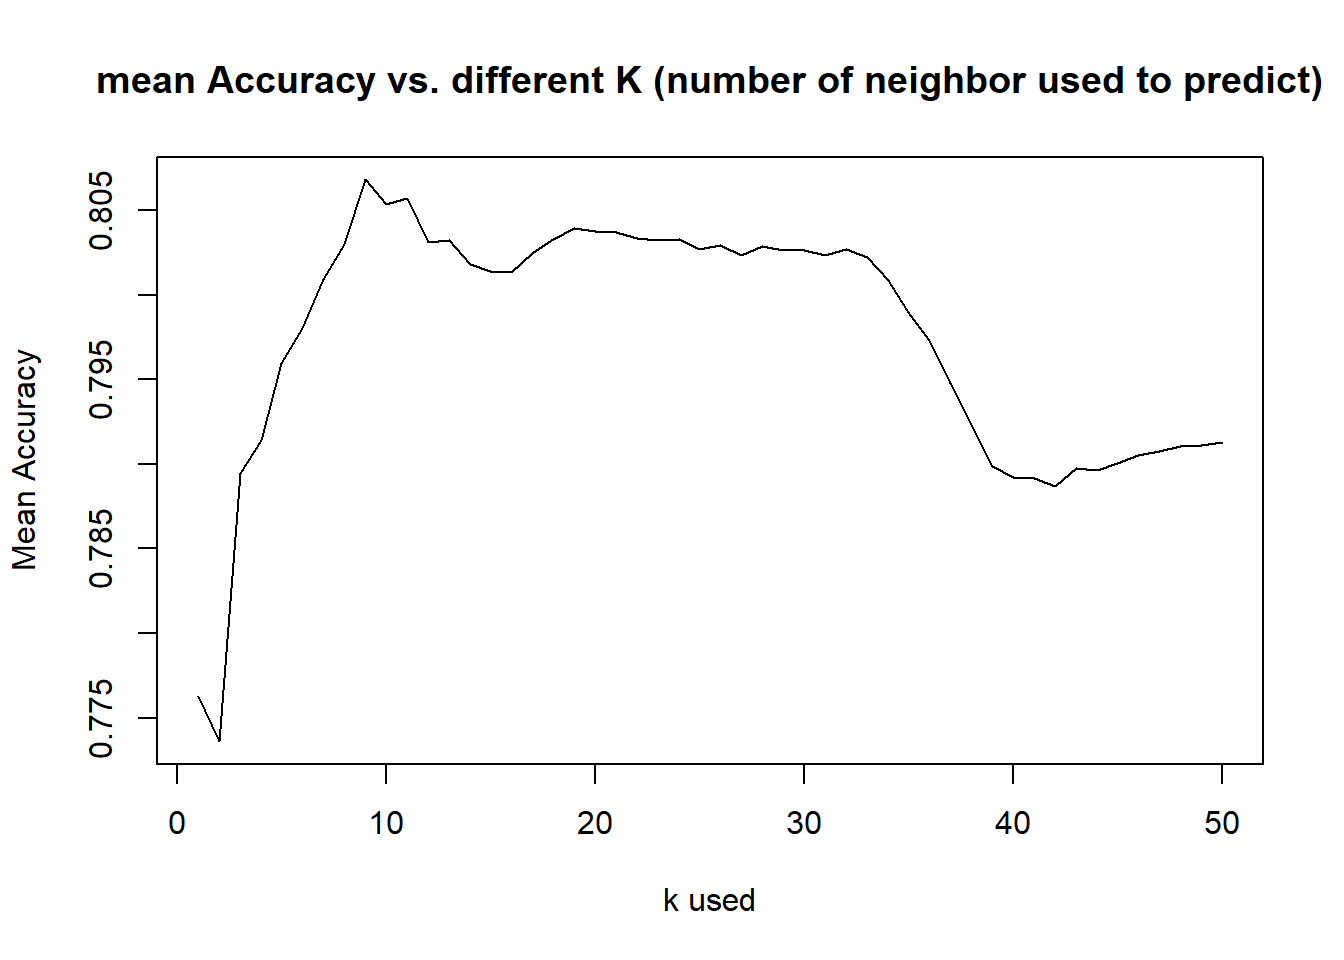 mean Accuracy vs. different K (number of neighbor used to predict)
Mean Accuracy
0.805
0.795
0.785
0.775
0 10 20 30 40 50
k used